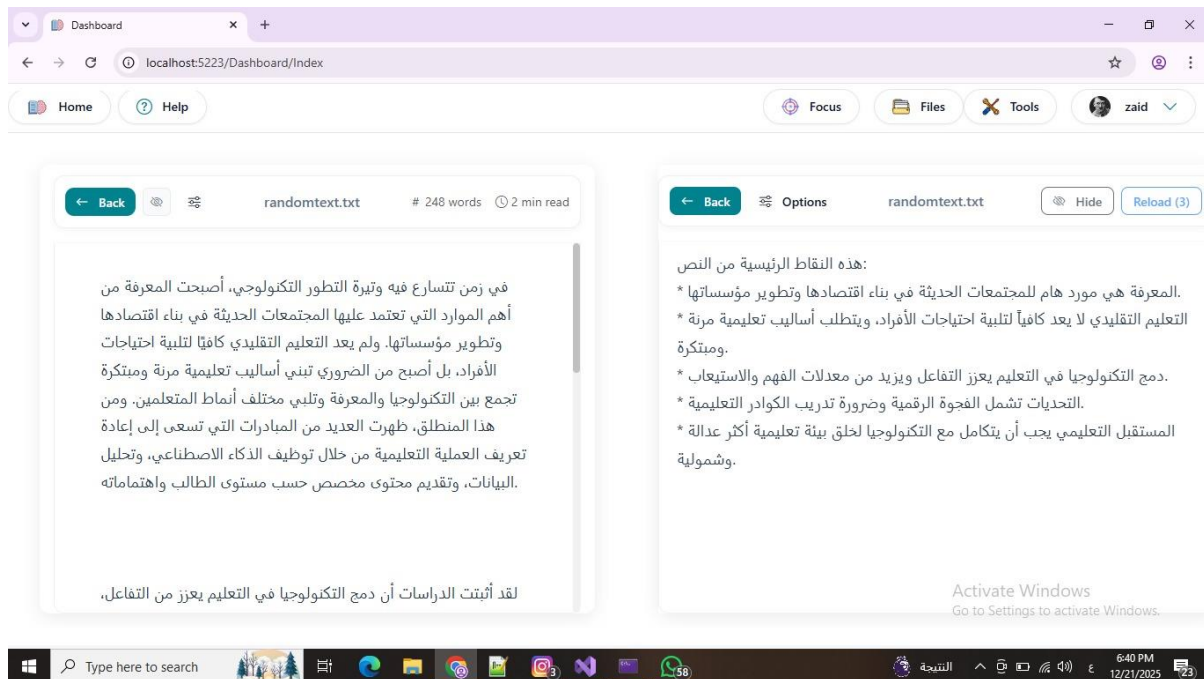 Dashboard
localhost:5223/Dashboard/Index
Home
Help
Focus
Files
Tools
zaid
Back
randomtext.txt
# 248 words
2 min read
في زمن تتسارع فيه وتيرة التطور التكنولوجي، أصبحت المعرفة من
أهم الموارد التي تعتمد عليها المجتمعات الحديثة في بناء اقتصادها
وتطوير مؤسساتها. ولم يعد التعليم التقليدي كافيًا لتلبية احتياجات
الأفراد، بل أصبح من الضروري تبني أساليب تعليمية مرنة ومبتكرة
تجمع بين التكنولوجيا والمعرفة وتلبي مختلف أنماط المتعلمين. ومن
هذا المنطلق، ظهرت العديد من المبادرات التي تسعى إلى إعادة
تعريف العملية التعليمية من خلال توظيف الذكاء الاصطناعي، وتحليل
البيانات، وتقديم محتوى مخصص حسب مستوى الطالب واهتماماته.
لقد أثبتت الدراسات أن دمج التكنولوجيا في التعليم يعزز من التفاعل،
Back
Options
randomtext.txt
Hide
Reload (3)
هذه النقاط الرئيسية من النص:
* المعرفة هي مورد هام للمجتمعات الحديثة في بناء اقتصادها وتطوير مؤسساتها.
* التعليم التقليدي لا يعد كافياً لتلبية احتياجات الأفراد، ويتطلب أساليب تعليمية مرنة
ومبتكرة.
* دمج التكنولوجيا في التعليم يعزز التفاعل ويزيد من معدلات الفهم والاستيعاب.
* التحديات تشمل الفجوة الرقمية وضرورة تدريب الكوادر التعليمية.
* المستقبل التعليمي يجب أن يتكامل مع التكنولوجيا لخلق بيئة تعليمية أكثر عدالة
وشمولية.
Activate Windows
Go to Settings to activate Windows.
Type here to search
3
58
النتيجة
ع
6:40 PM
12/21/2025
23